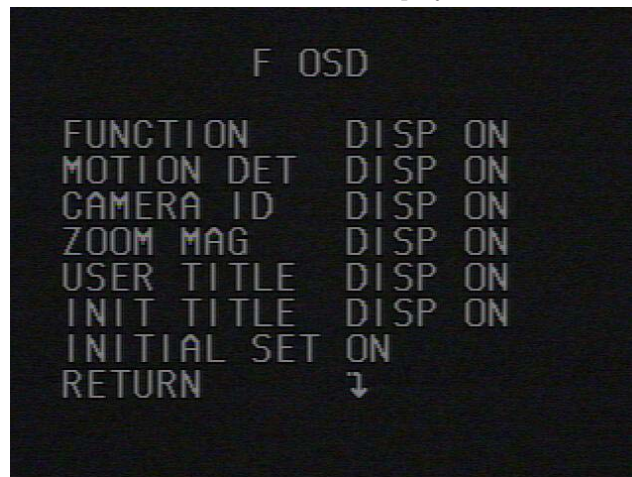 F OSD
FUNCTION DISP ON
MOTION DET DISP ON
CAMERA ID DISP ON
ZOOM MAG DISP ON
USER TITLE DISP ON
INIT TITLE DISP ON
INITIAL SET ON
RETURN ↴